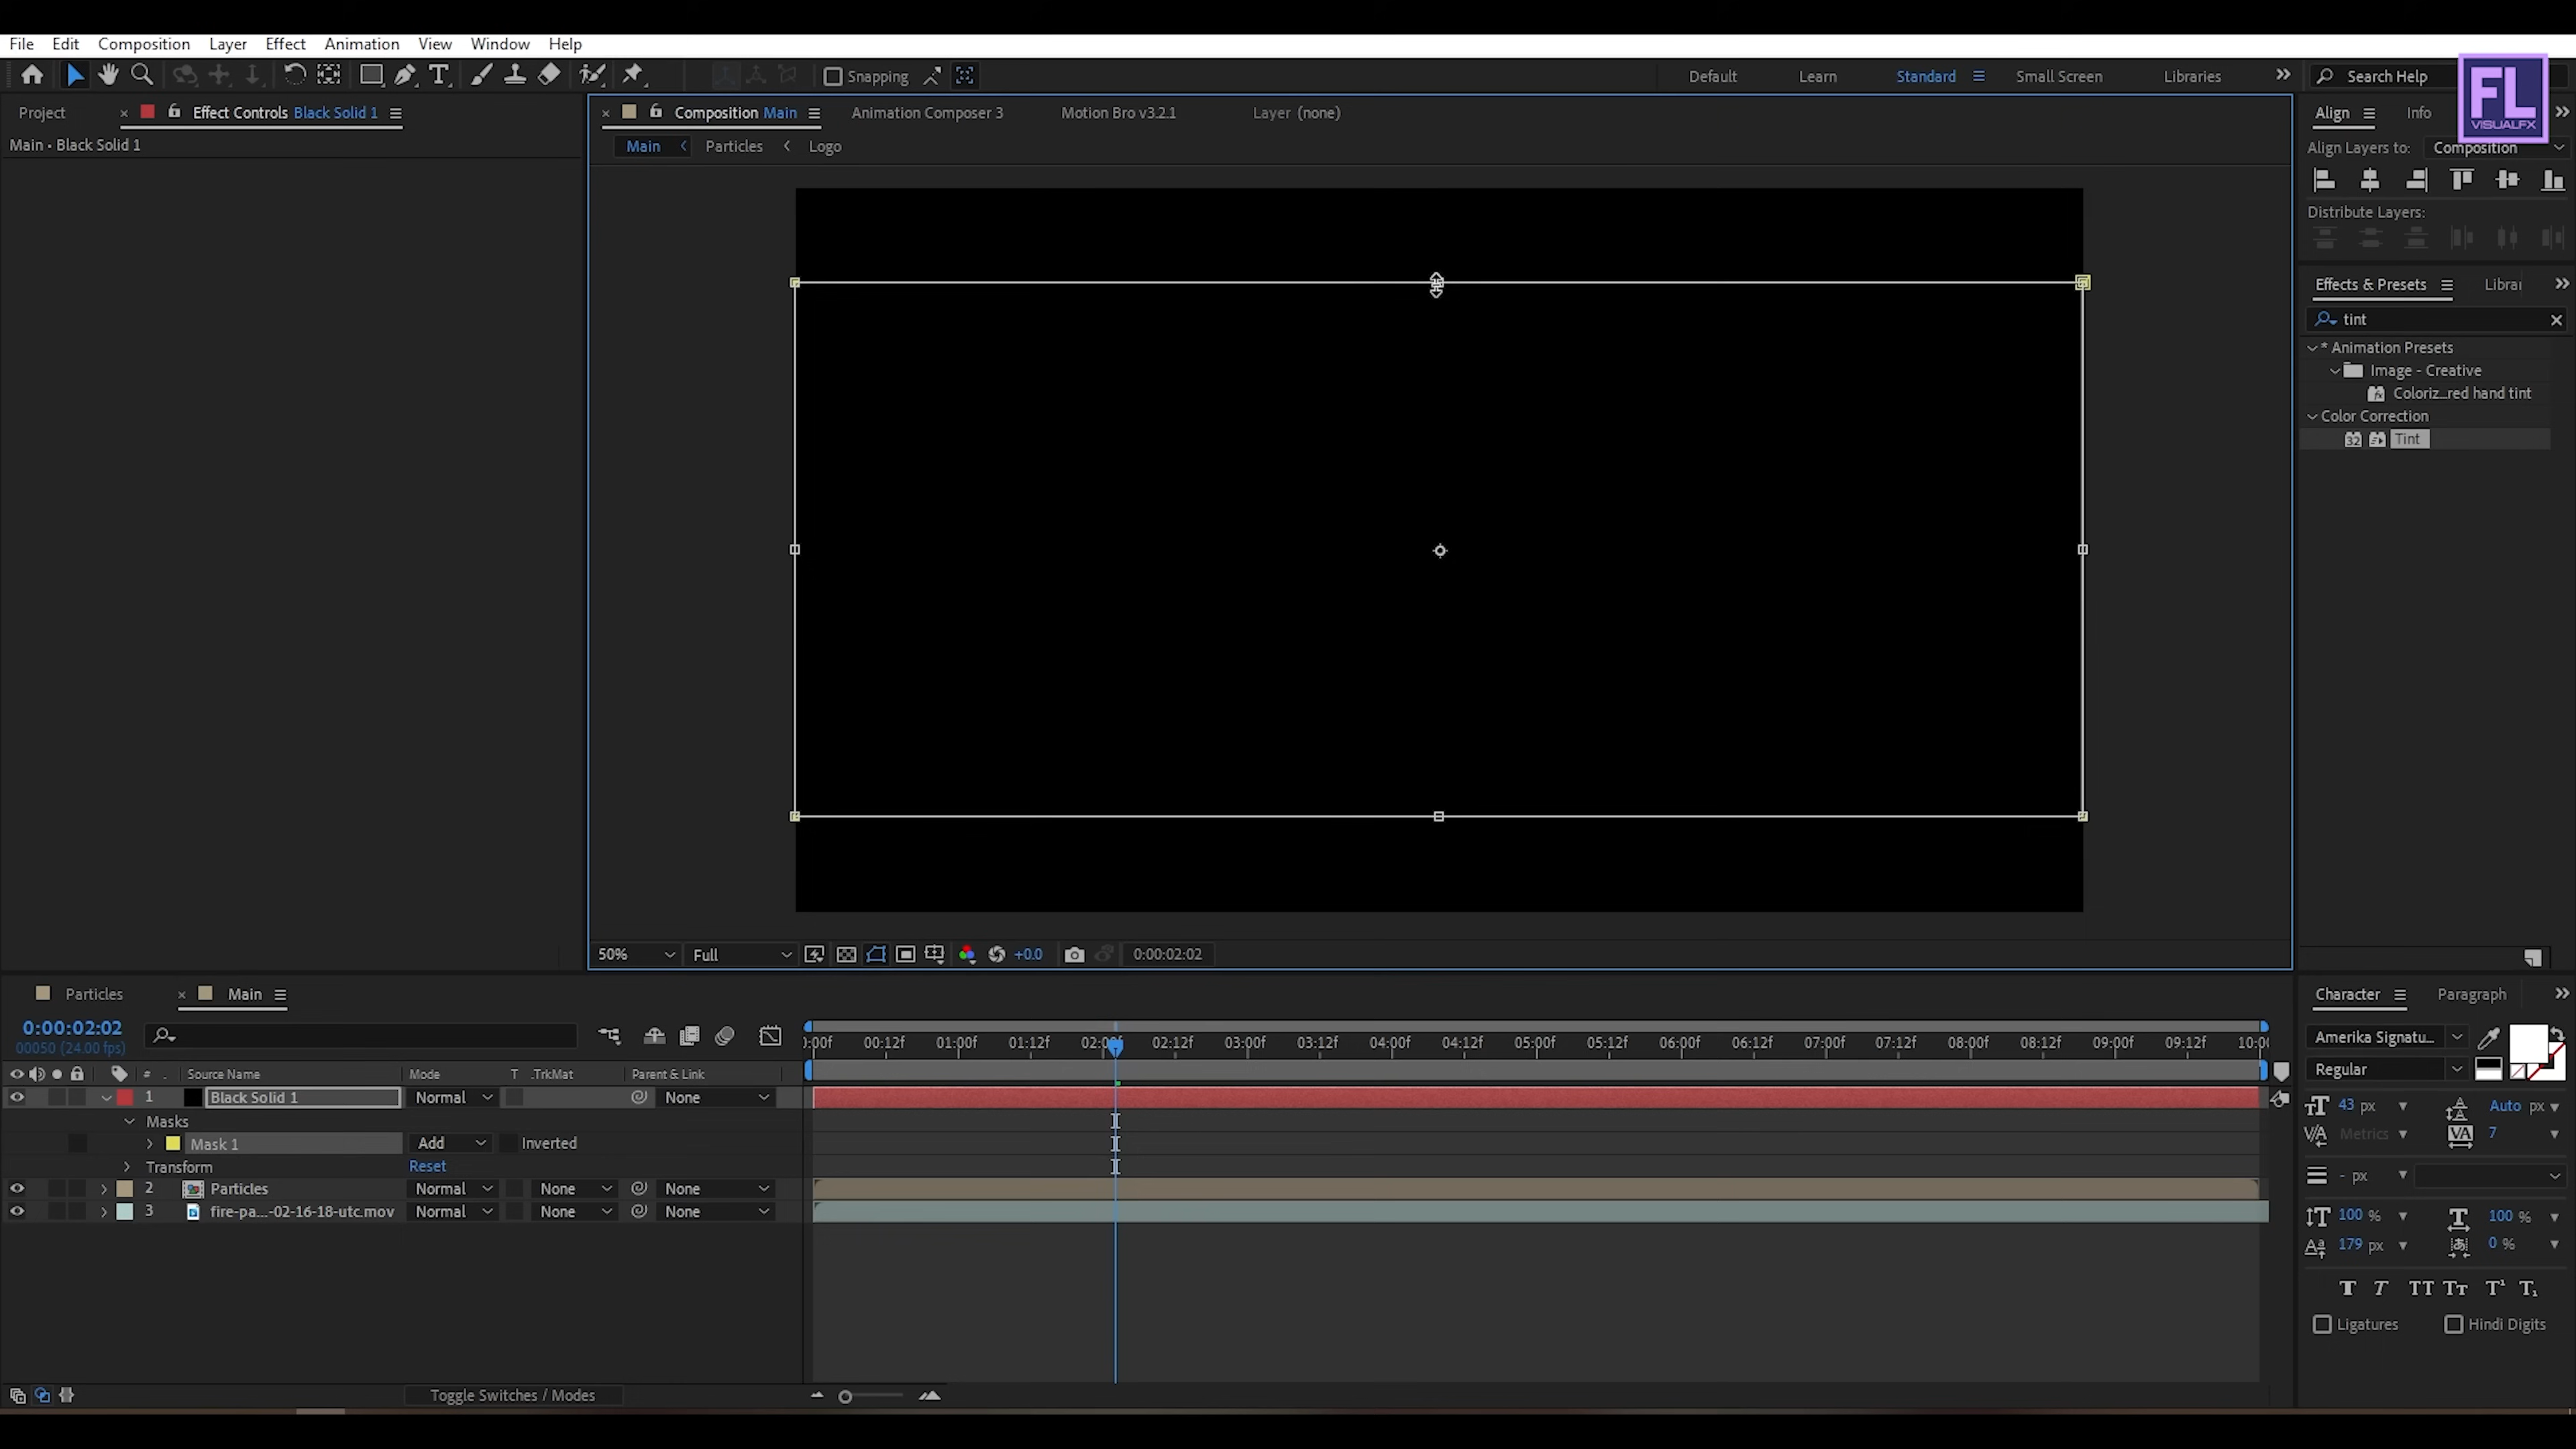 File Edit Composition Layer Effect Animation View Window Help
Snapping Default Learn Standard Small Screen Libraries Search Help
FL
VISUALFX
Project Effect Controls Black Solid 1
Composition Main Animation Composer 3 Motion Bro v3.2.1 Layer (none)
Align Info
Main • Black Solid 1
Main Particles Logo
Align Layers to: Composition
Distribute Layers:
Effects & Presets Librar
tint
* Animation Presets
Image - Creative
Coloriz...red hand tint
Color Correction
32 Tint
50% Full +0.0 0:00:02:02
Particles Main
Character Paragraph
0:00:02:02
00050 (24.00 fps)
):00f 00:12f 01:00f 01:12f 02:00f 02:12f 03:00f 03:12f 04:00f 04:12f 05:00f 05:12f 06:00f 06:12f 07:00f 07:12f 08:00f 08:12f 09:00f 09:12f 10:0(
Amerika Signatu...
Regular
# Source Name Mode T .TrkMat Parent & Link
1 Black Solid 1 Normal None
Masks
Mask 1 Add Inverted
Transform Reset
2 Particles Normal None None
3 fire-pa...-02-16-18-utc.mov Normal None None
43 px Auto px
Metrics 7
- px
100 % 100 %
179 px 0 %
T T TT Tt T¹ T₁
Ligatures Hindi Digits
Toggle Switches / Modes